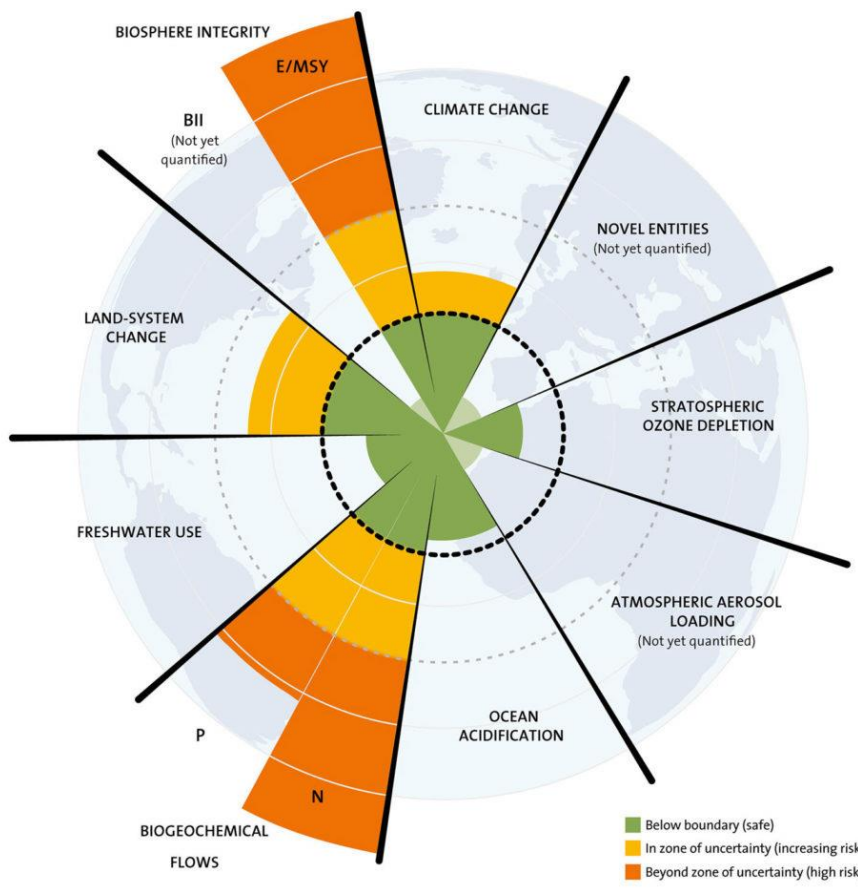 BIOSPHERE INTEGRITY
E/MSY
BII
(Not yet
quantified)
CLIMATE CHANGE
NOVEL ENTITIES
(Not yet quantified)
LAND-SYSTEM
CHANGE
STRATOSPHERIC
OZONE DEPLETION
FRESHWATER USE
ATMOSPHERIC AEROSOL
LOADING
(Not yet quantified)
OCEAN
ACIDIFICATION
P
N
BIOGEOCHEMICAL
FLOWS
Below boundary (safe)
In zone of uncertainty (increasing risk
Beyond zone of uncertainty (high risk